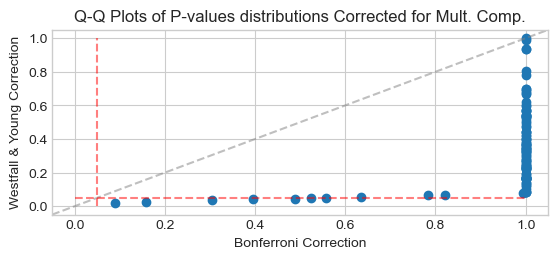 Q-Q Plots of P-values distributions Corrected for Mult. Comp.
Westfall & Young Correction
1.0
0.8
0.6
0.4
0.2
0.0
0.0 0.2 0.4 0.6 0.8 1.0
Bonferroni Correction